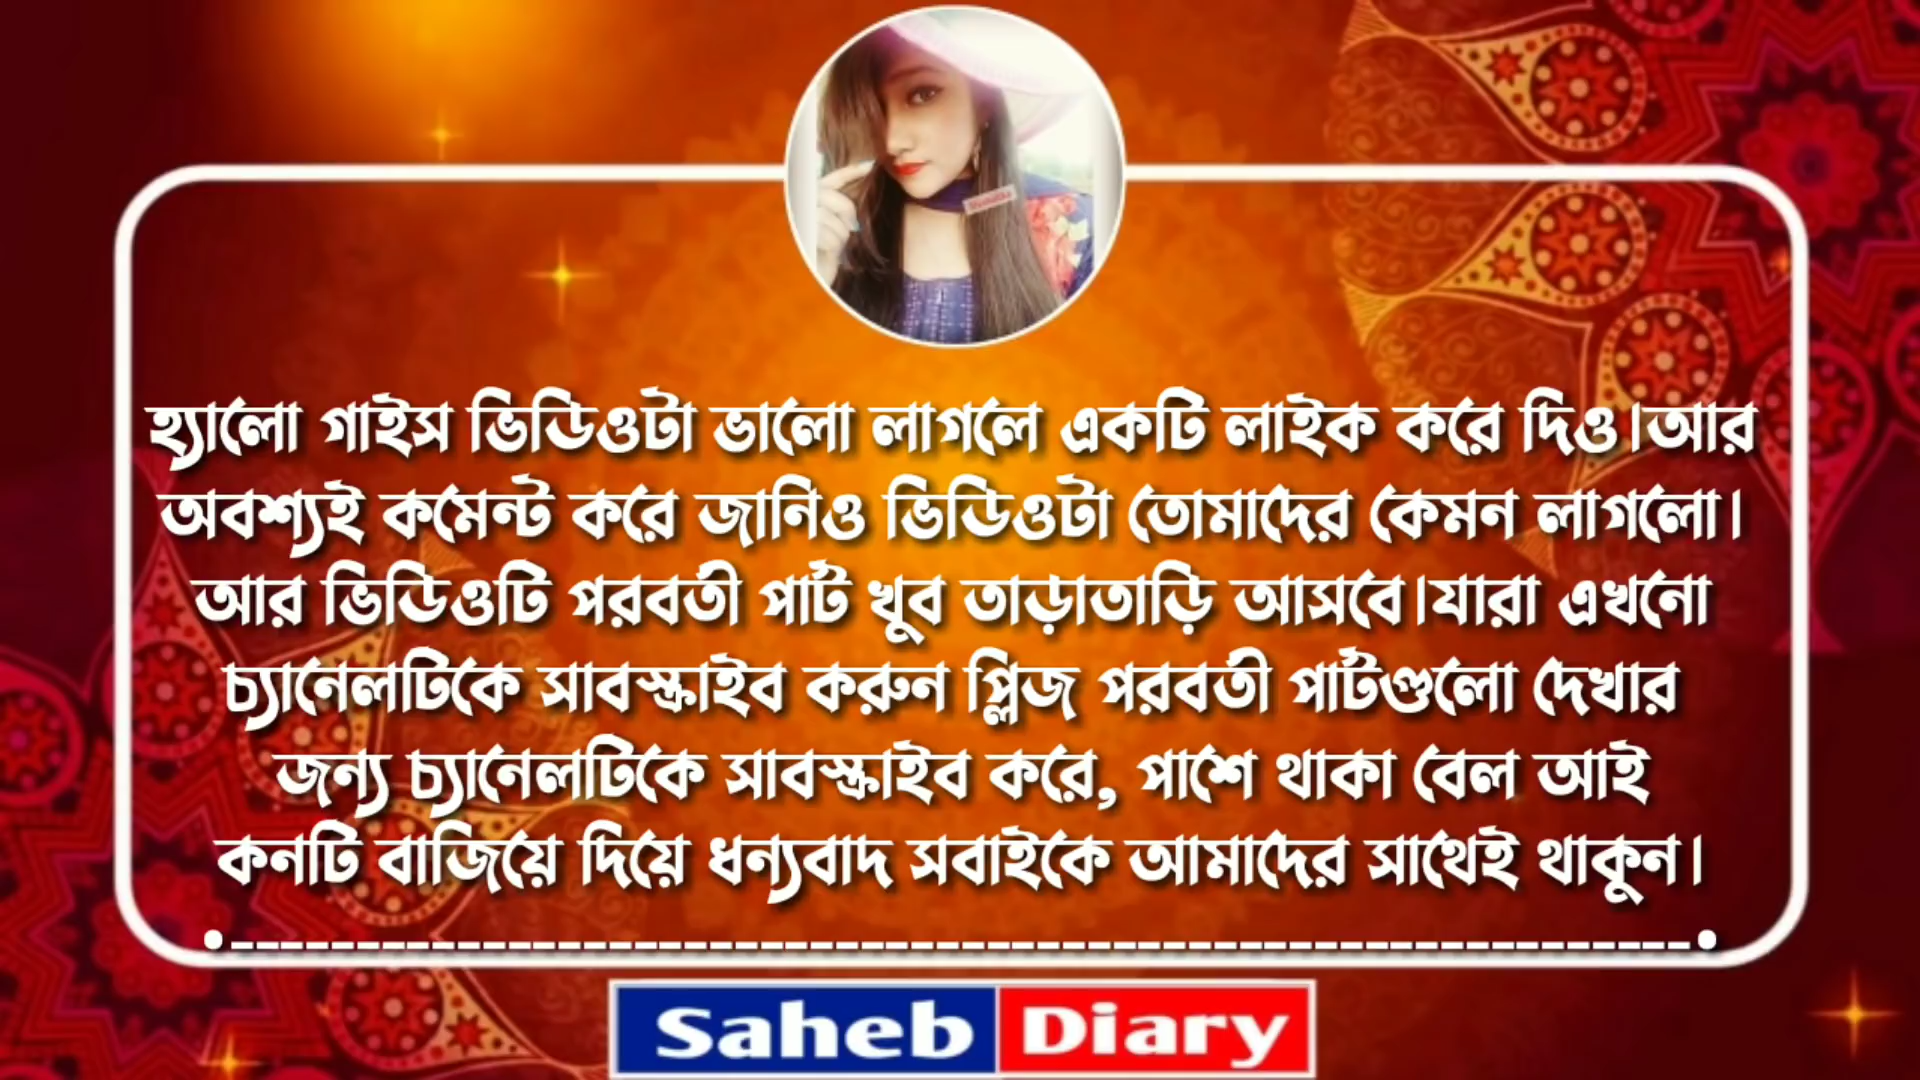 হ্যালো গাইস ভিডিওটা ভালো লাগলে একটি লাইক করে দিও।আর
অবশ্যই কমেন্ট করে জানিও ভিডিওটা তোমাদের কেমন লাগলো।
আর ভিডিওটি পরবর্তী পার্ট খুব তাড়াতাড়ি আসবে।যারা এখনো
চ্যানেলটিকে সাবস্ক্রাইব করুন প্লিজ পরবর্তী পার্টগুলো দেখার
জন্য চ্যানেলটিকে সাবস্ক্রাইব করে, পাশে থাকা বেল আই
কনটি বাজিয়ে দিয়ে ধন্যবাদ সবাইকে আমাদের সাথেই থাকুন।
Saheb Diary